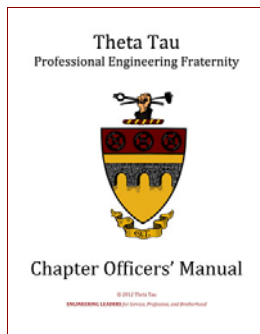 Theta Tau
Professional Engineering Fraternity
Chapter Officers' Manual
© 2012 Theta Tau
ENGINEERING LEADERS for Service, Profession, and Brotherhood